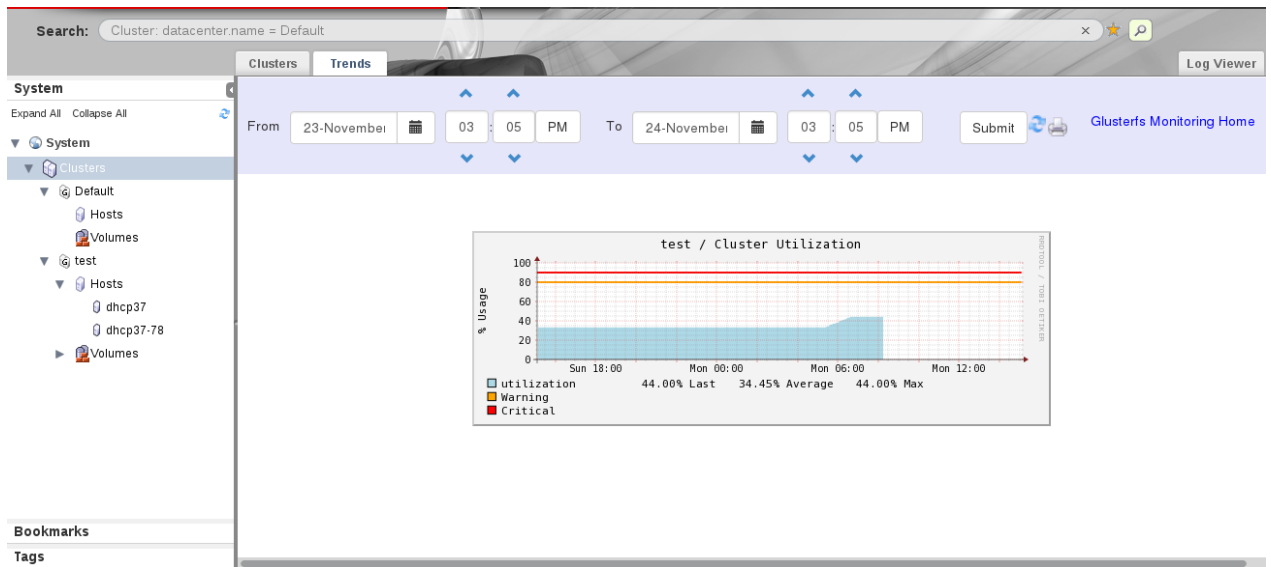 Search: Cluster: datacenter.name = Default ×
Clusters Trends Log Viewer
System
Expand All Collapse All
System
Clusters
Default
Hosts
Volumes
test
Hosts
dhcp37
dhcp37-78
Volumes
Bookmarks
Tags
From 23-November 03 : 05 PM To 24-November 03 : 05 PM Submit Glusterfs Monitoring Home
test / Cluster Utilization
RRDTOOL / TOBI OETIKER
% Usage
100
80
60
40
20
0
Sun 18:00 Mon 00:00 Mon 06:00 Mon 12:00
utilization 44.00% Last 34.45% Average 44.00% Max
Warning
Critical